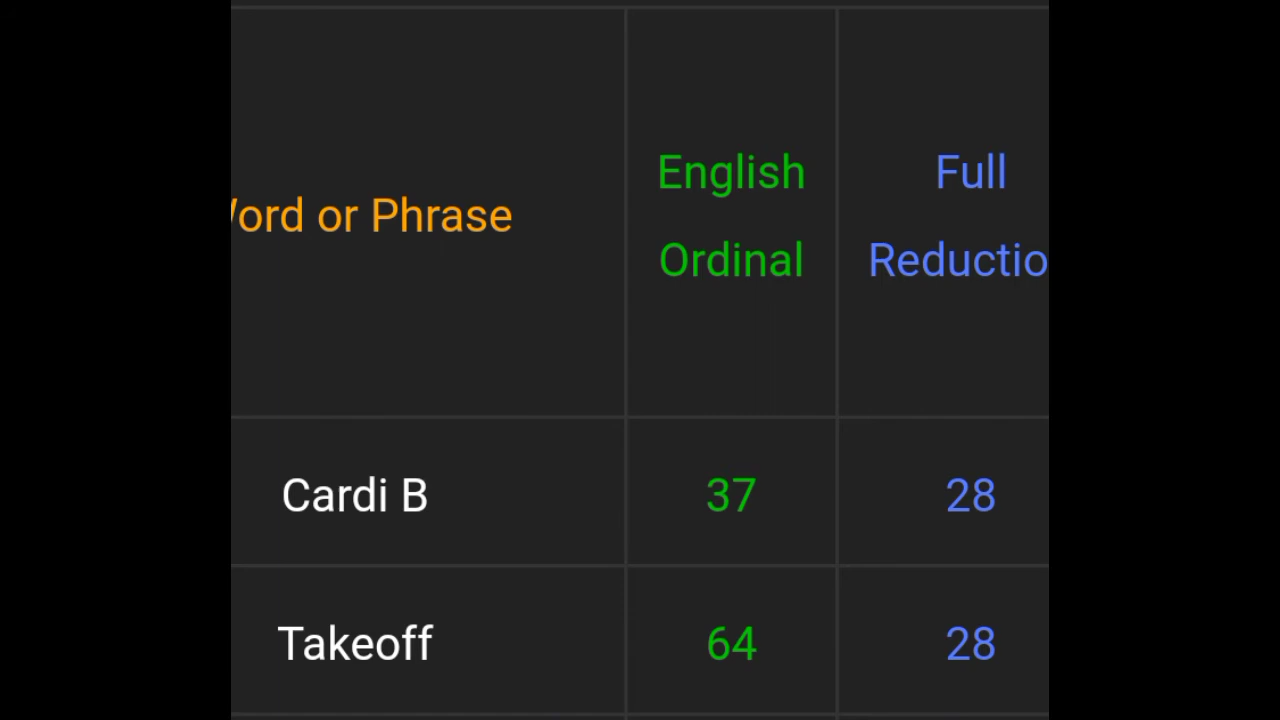 English Full
ord or Phrase
Ordinal Reductio
Cardi B 37 28
Takeoff 64 28